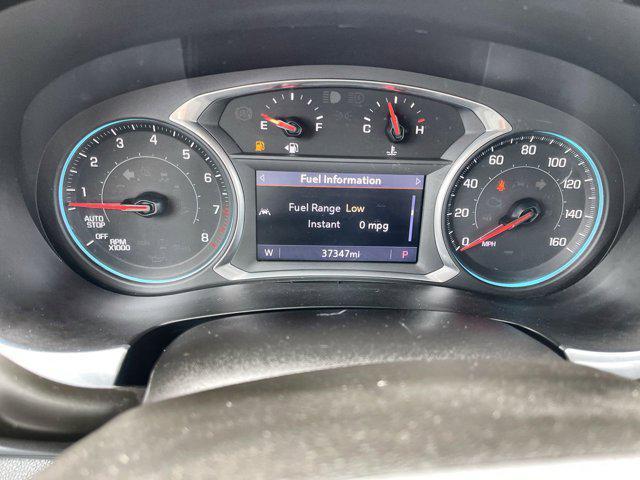 1 2 3 4 5 6 7 8
AUTO
STOP
OFF
RPM
X1000
E F
C H
Fuel Information
Fuel Range Low
Instant 0 mpg
W 37347mi P
0 20 40 60 80 100 120 140 160
MPH